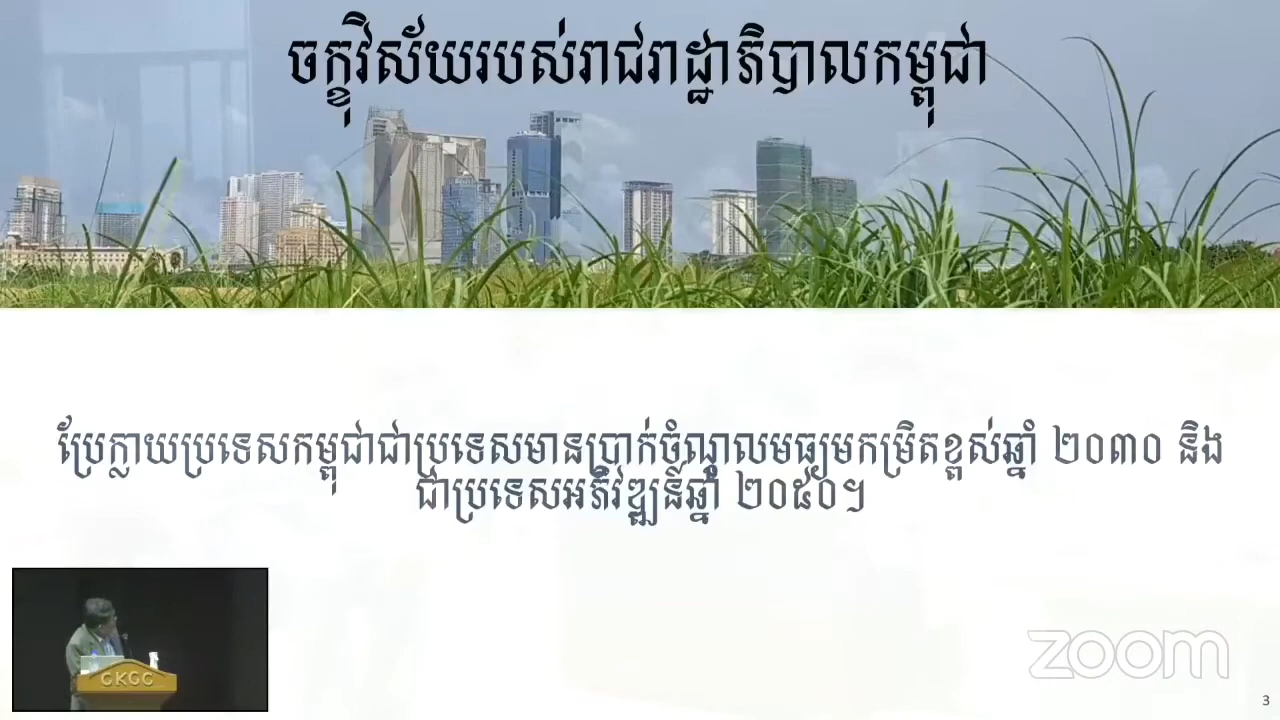 ចក្ខុវិស័យរបស់រាជរាដ្ឋាភិបាលកម្ពុជា
ប្រែក្លាយប្រទេសកម្ពុជាជាប្រទេសមានប្រាក់ចំណូលមធ្យមកម្រិតខ្ពស់ឆ្នាំ ២០៣០ និង
ជាប្រទេសអភិវឌ្ឍន៍ឆ្នាំ ២០៥០។
CKGC
zoom
3